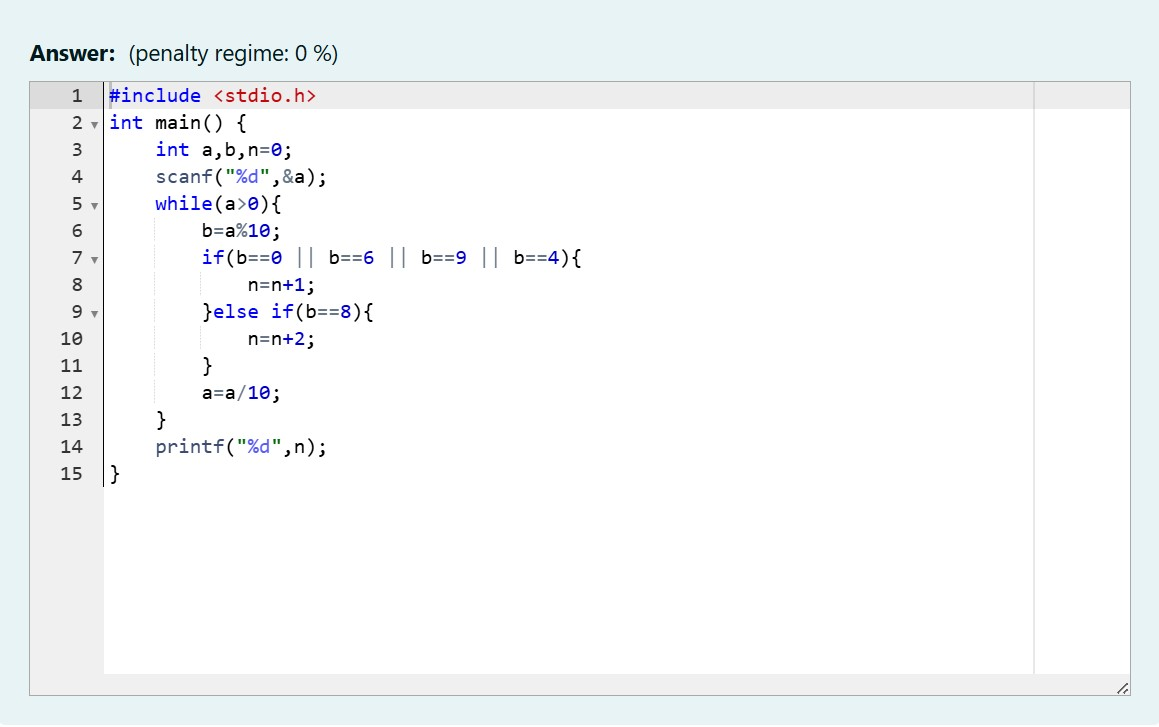 Answer: (penalty regime: 0 %)
1 #include <stdio.h>
2 int main() {
3     int a,b,n=0;
4     scanf("%d",&a);
5     while(a>0){
6         b=a%10;
7         if(b==0 || b==6 || b==9 || b==4){
8             n=n+1;
9         }else if(b==8){
10             n=n+2;
11         }
12         a=a/10;
13     }
14     printf("%d",n);
15 }